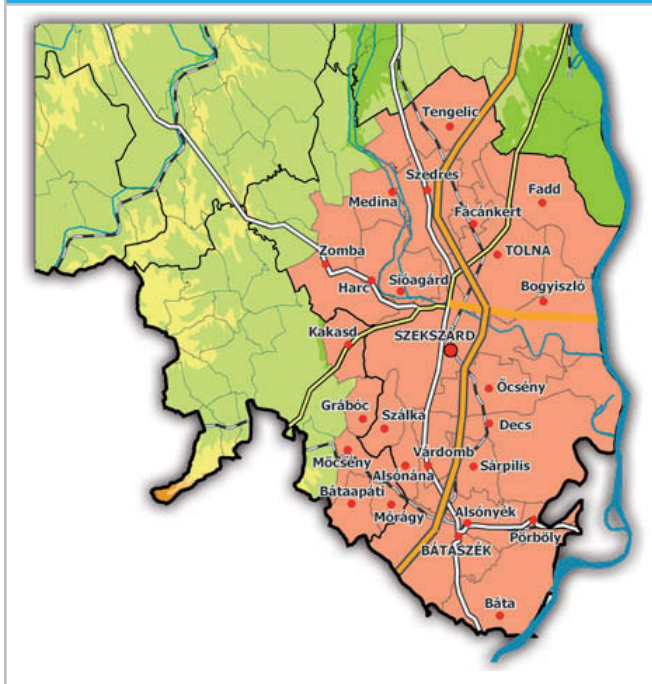 Tengelic
Szedres
Medina
Fadd
Fácánkert
Zomba
TOLNA
Harc
Sióagárd
Bogyiszló
Kakasd
SZEKSZÁRD
Őcsény
Grábóc
Szálka
Decs
Mőcsény
Várdomb
Alsónána
Sárpilis
Bátaapáti
Mórágy
Alsónyék
Pörböly
BÁTASZÉK
Báta